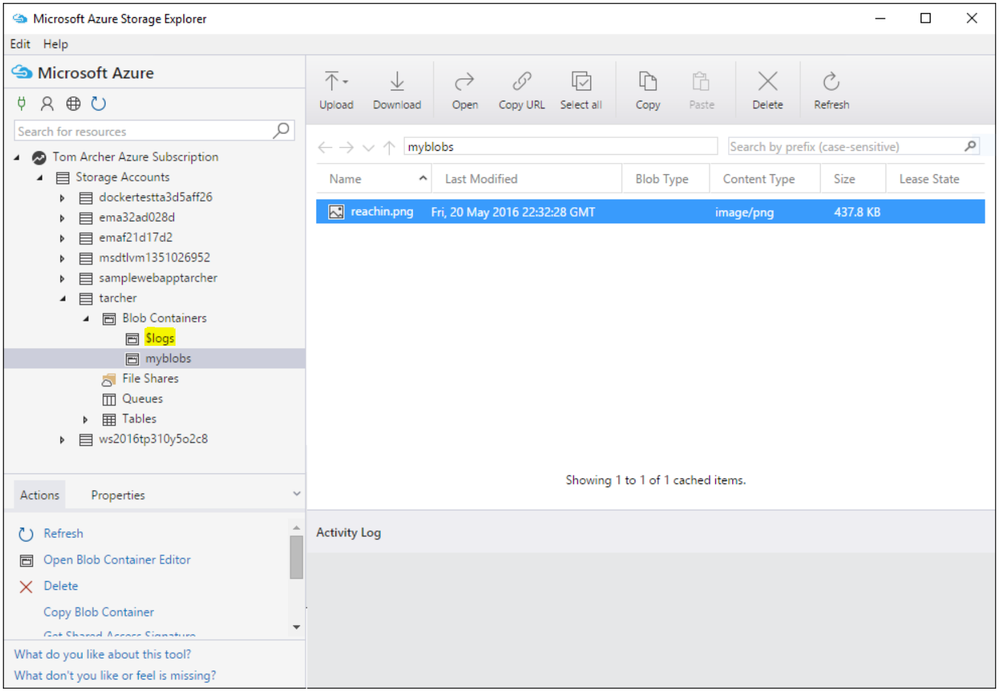 Microsoft Azure Storage Explorer
Edit Help
Microsoft Azure
Search for resources
Tom Archer Azure Subscription
Storage Accounts
dockertestta3d5aff26
ema32ad028d
emaf21d17d2
msdtlvm1351026952
samplewebapptarcher
tarcher
Blob Containers
$logs
myblobs
File Shares
Queues
Tables
ws2016tp310y5o2c8
Actions Properties
Refresh
Open Blob Container Editor
Delete
Copy Blob Container
Get Shared Access Signature
What do you like about this tool?
What don't you like or feel is missing?
Upload Download Open Copy URL Select all Copy Paste Delete Refresh
myblobs Search by prefix (case-sensitive)
Name Last Modified Blob Type Content Type Size Lease State
reachin.png Fri, 20 May 2016 22:32:28 GMT image/png 437.8 KB
Showing 1 to 1 of 1 cached items.
Activity Log